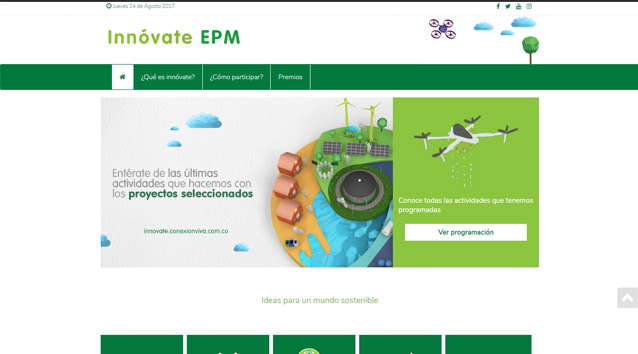 Jueves 24 de Agosto 2017
Innóvate EPM
¿Qué es innóvate?
¿Cómo participar?
Premios
Entérate de las últimas
actividades que hacemos con
los proyectos seleccionados
innovate.conexionviva.com.co
Conoce todas las actividades que tenemos
programadas
Ver programación
Ideas para un mundo sostenible